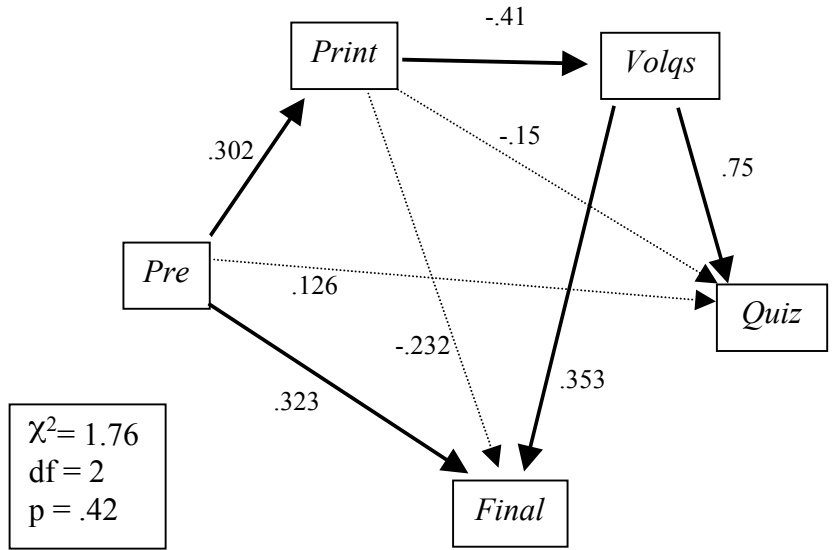 -.41
Print
Volqs
.302
-.15
.75
Pre
.126
Quiz
-.232
.353
.323
χ²= 1.76
df = 2
p = .42
Final